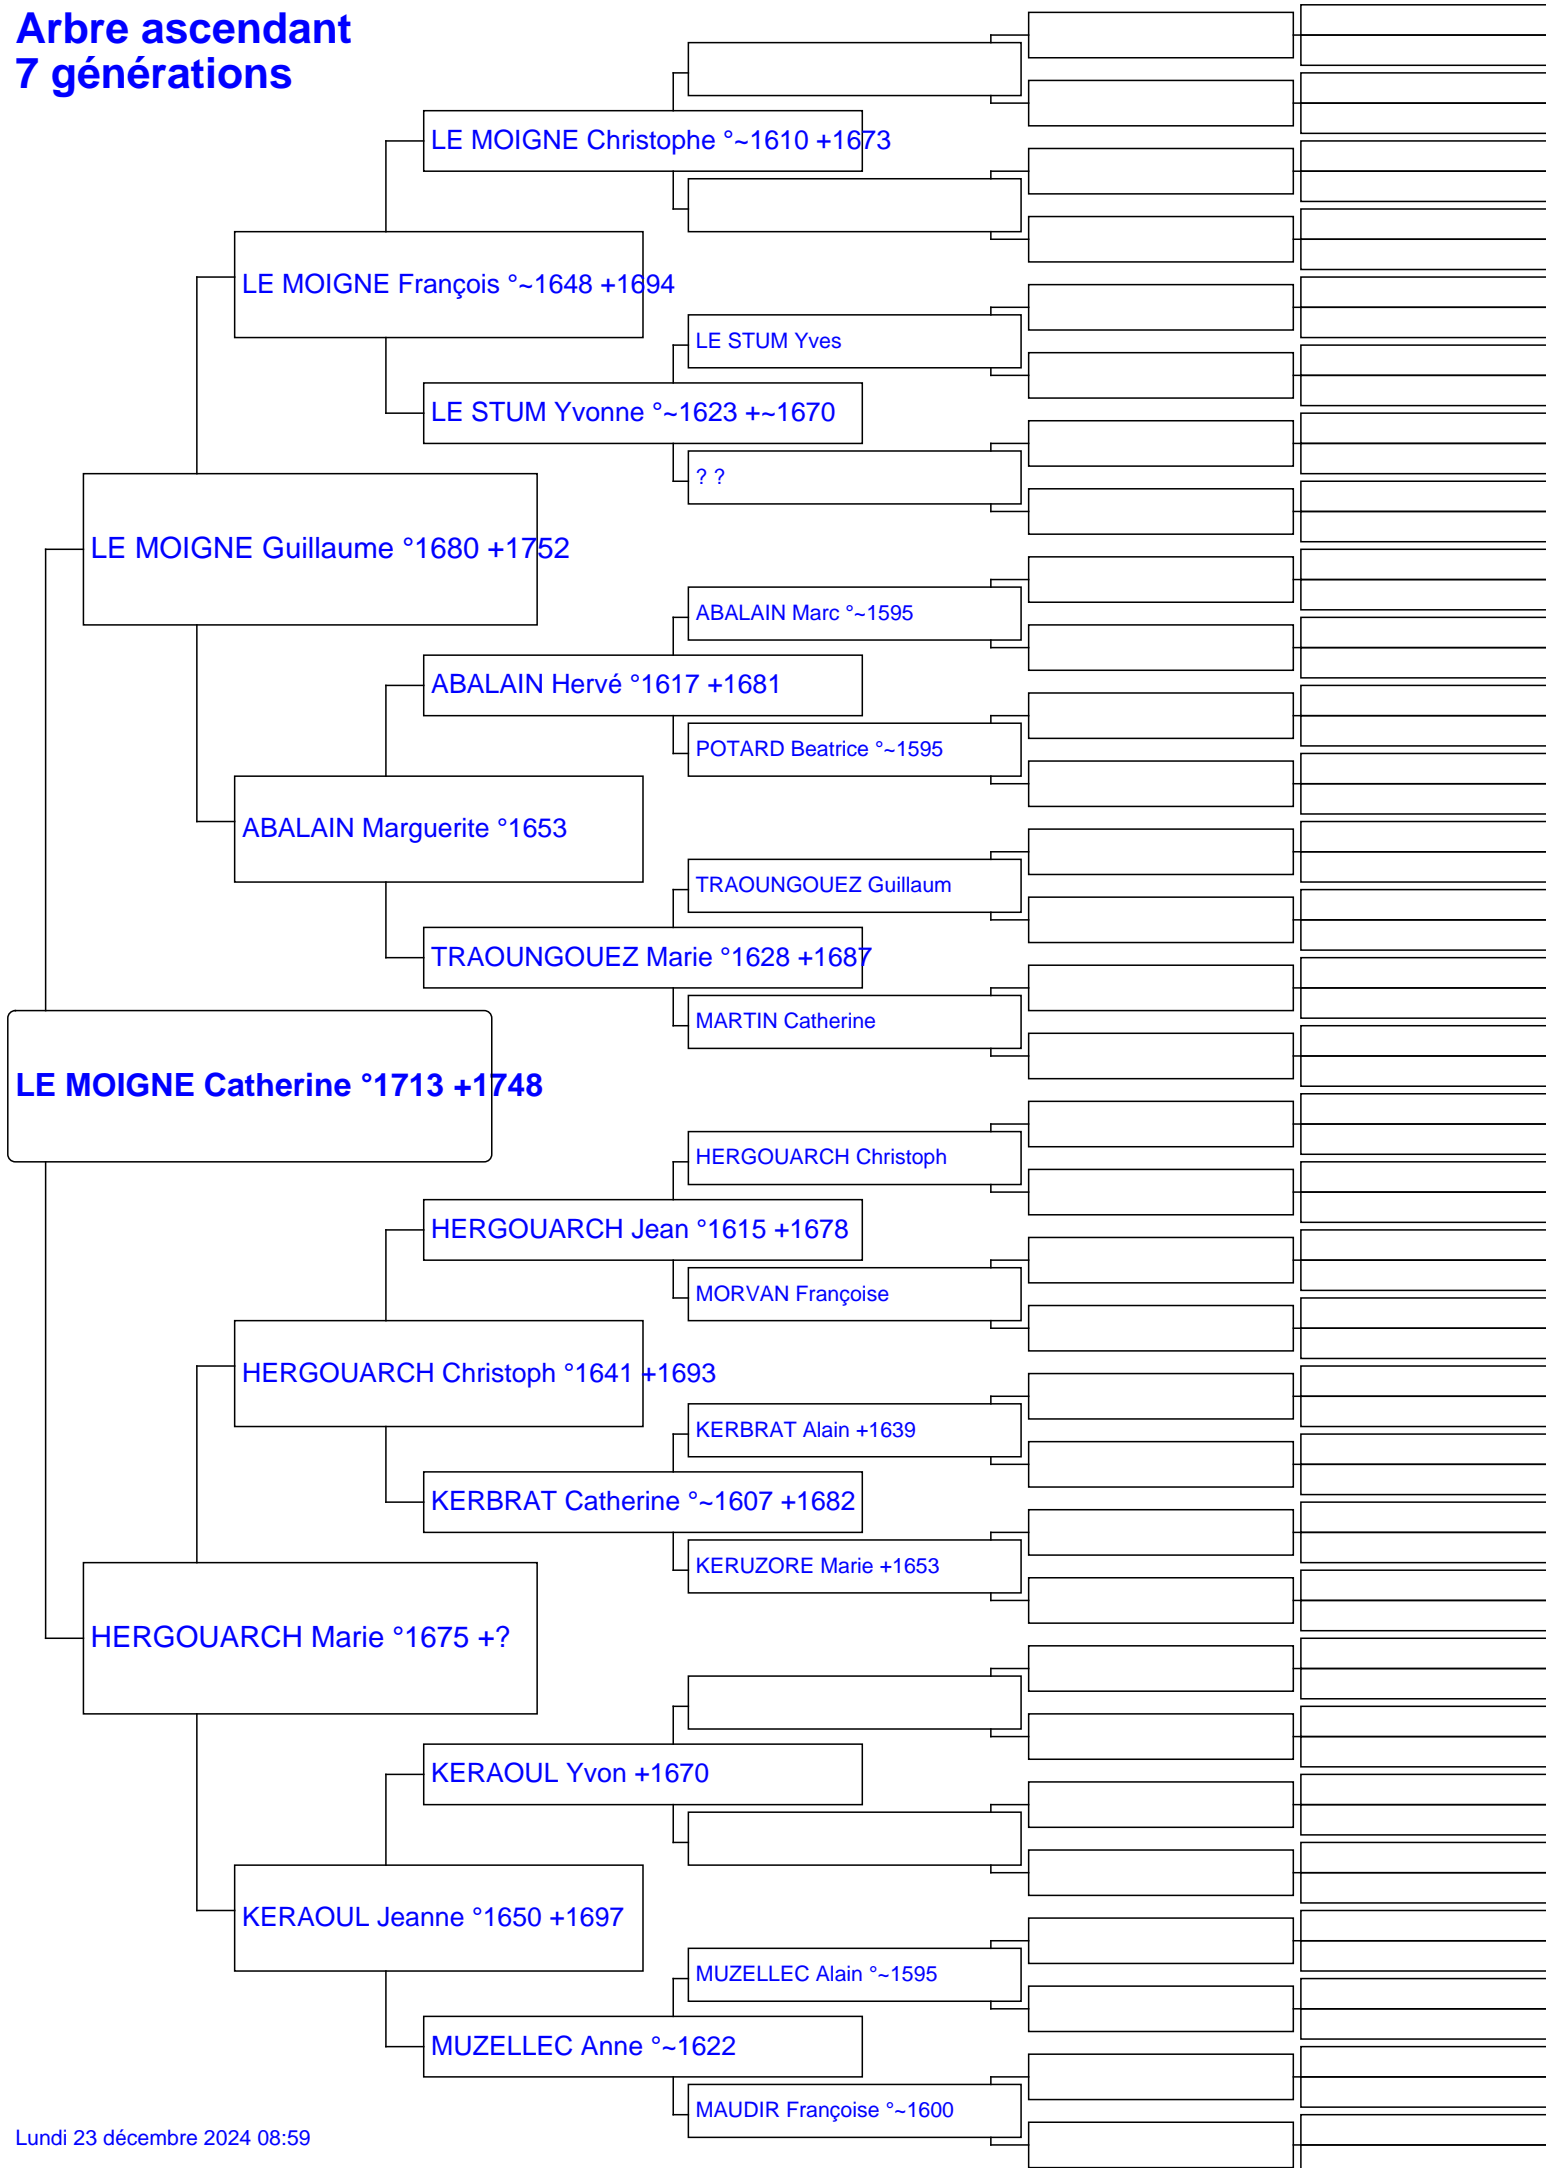 Arbre ascendant
7 générations
LE MOIGNE Christophe °~1610 +1673
LE MOIGNE François °~1648 +1694
LE STUM Yves
LE STUM Yvonne °~1623 +~1670
? ?
LE MOIGNE Guillaume °1680 +1752
ABALAIN Marc °~1595
ABALAIN Hervé °1617 +1681
POTARD Beatrice °~1595
ABALAIN Marguerite °1653
TRAOUNGOUEZ Guillaum
TRAOUNGOUEZ Marie °1628 +1687
MARTIN Catherine
LE MOIGNE Catherine °1713 +1748
HERGOUARCH Christoph
HERGOUARCH Jean °1615 +1678
MORVAN Françoise
HERGOUARCH Christoph °1641 +1693
KERBRAT Alain +1639
KERBRAT Catherine °~1607 +1682
KERUZORE Marie +1653
HERGOUARCH Marie °1675 +?
KERAOUL Yvon +1670
KERAOUL Jeanne °1650 +1697
MUZELLEC Alain °~1595
MUZELLEC Anne °~1622
MAUDIR Françoise °~1600
Lundi 23 décembre 2024 08:59